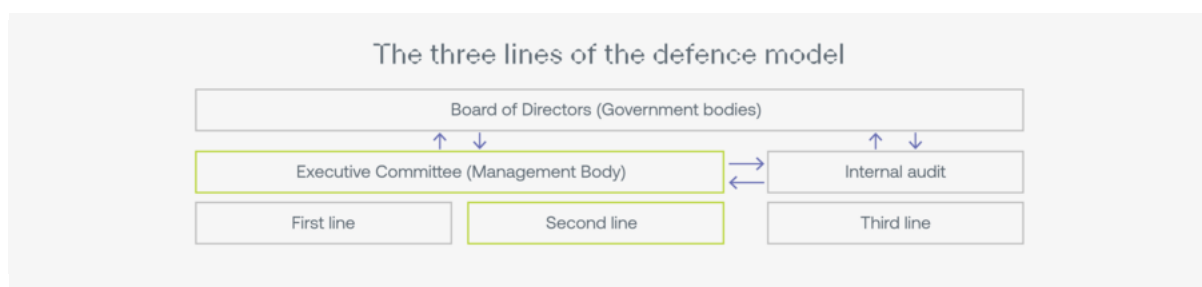 The three lines of the defence model
Board of Directors (Government bodies)
Executive Committee (Management Body)
Internal audit
First line
Second line
Third line